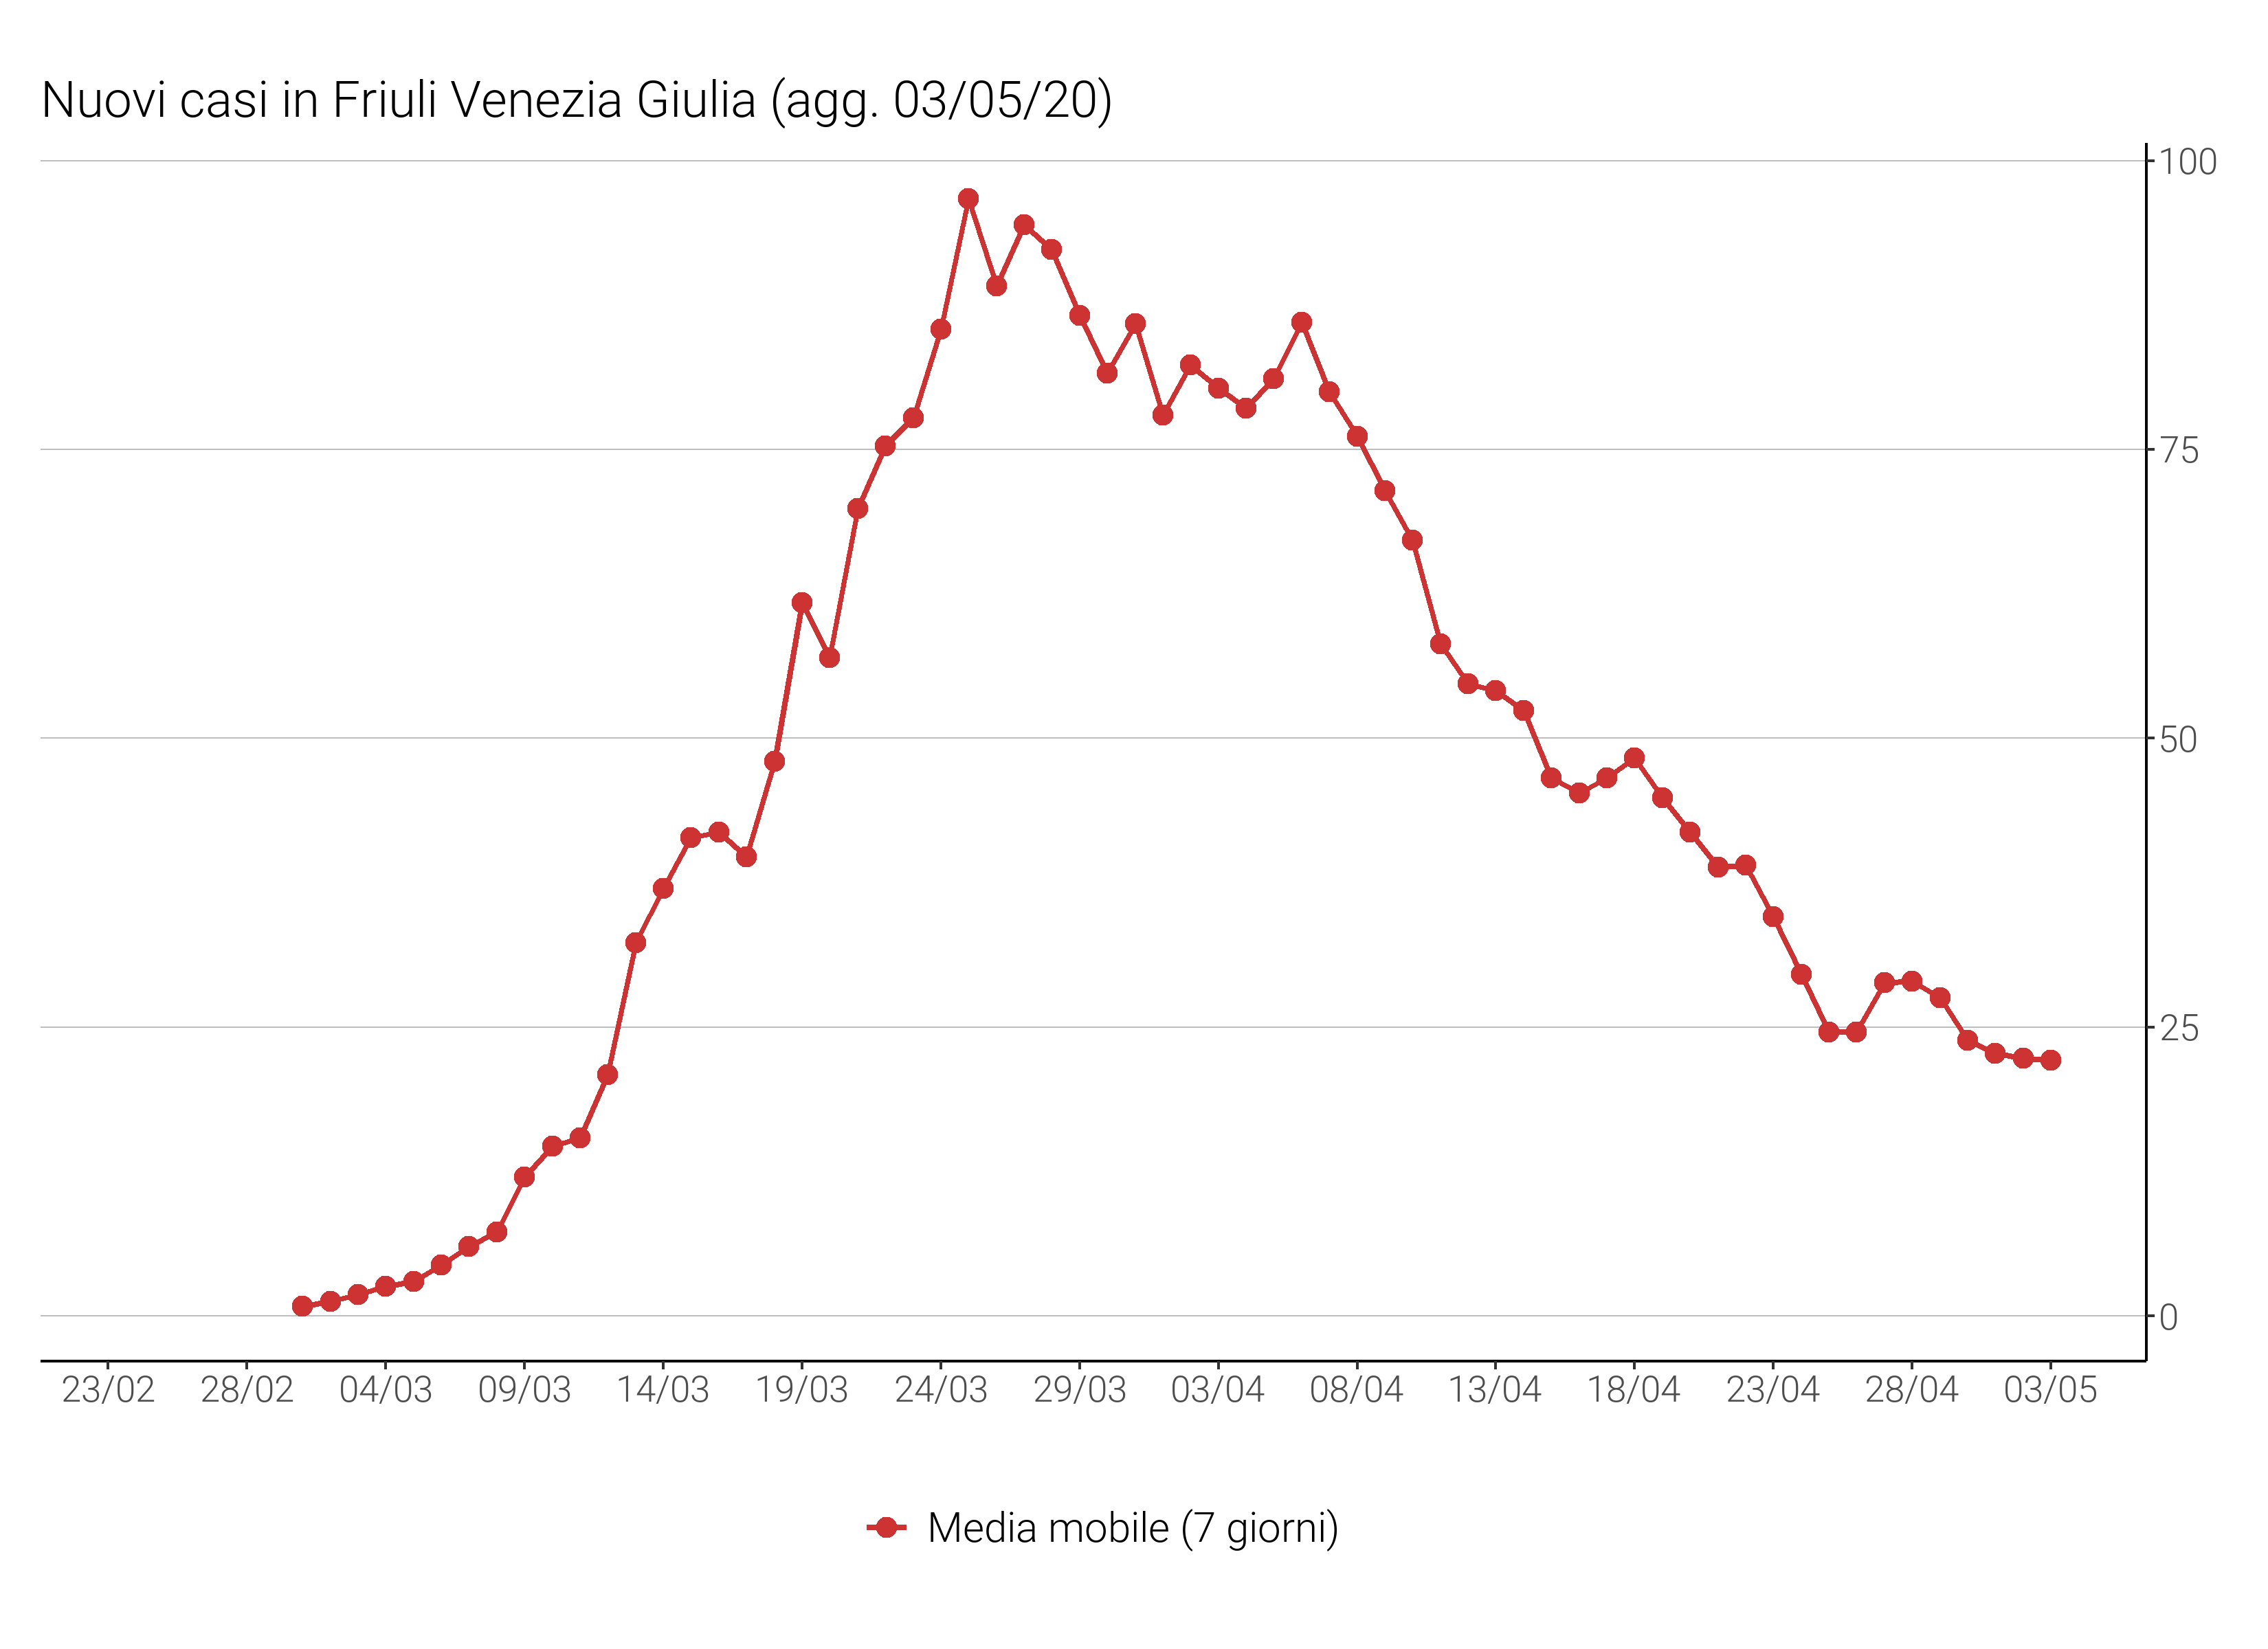 Nuovi casi in Friuli Venezia Giulia (agg. 03/05/20)
100
75
50
25
0
23/02 28/02 04/03 09/03 14/03 19/03 24/03 29/03 03/04 08/04 13/04 18/04 23/04 28/04 03/05
Media mobile (7 giorni)